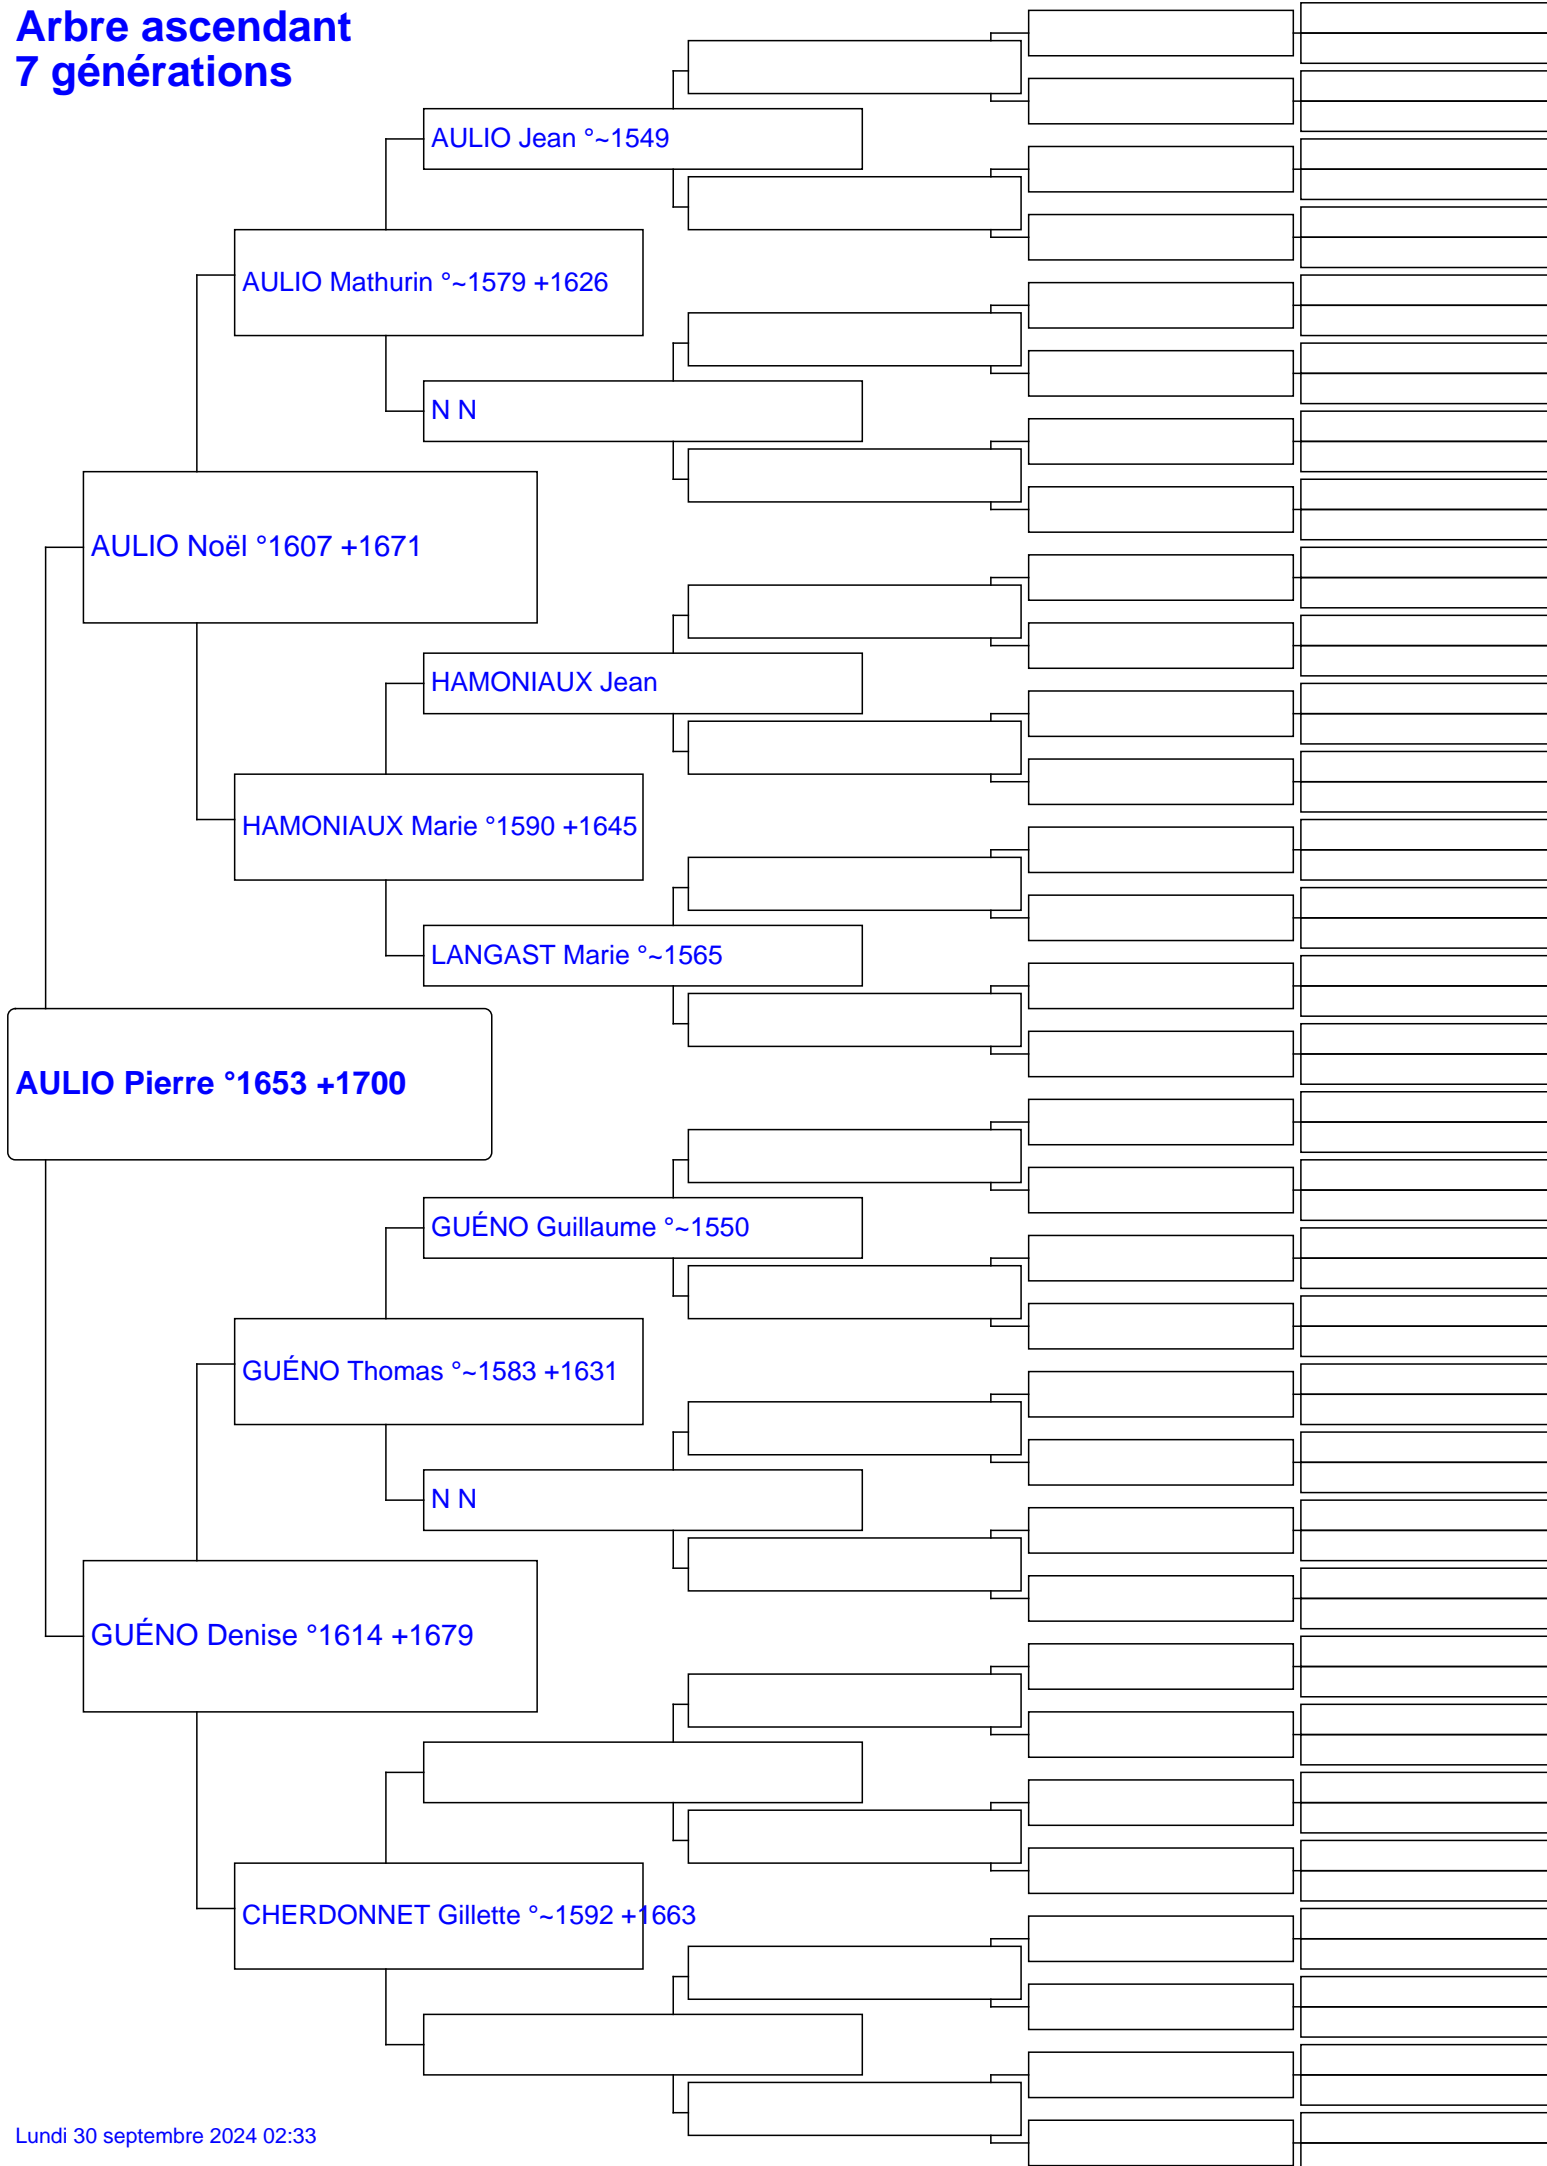 Arbre ascendant
7 générations
AULIO Jean °~1549
AULIO Mathurin °~1579 +1626
N N
AULIO Noël °1607 +1671
HAMONIAUX Jean
HAMONIAUX Marie °1590 +1645
LANGAST Marie °~1565
AULIO Pierre °1653 +1700
GUÉNO Guillaume °~1550
GUÉNO Thomas °~1583 +1631
N N
GUÉNO Denise °1614 +1679
CHERDONNET Gillette °~1592 +1663
Lundi 30 septembre 2024 02:33